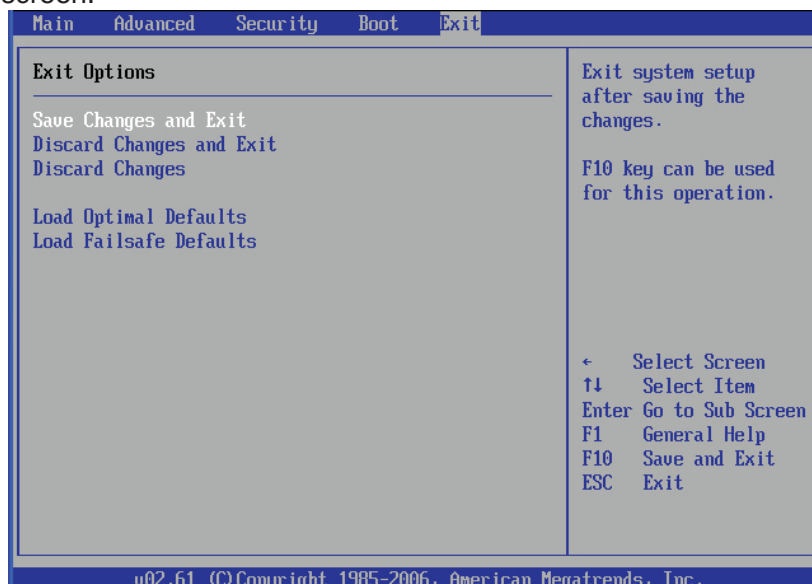 screen.
Main Advanced Security Boot Exit
Exit Options
Save Changes and Exit
Discard Changes and Exit
Discard Changes
Load Optimal Defaults
Load Failsafe Defaults
Exit system setup
after saving the
changes.
F10 key can be used
for this operation.
← Select Screen
↑↓ Select Item
Enter Go to Sub Screen
F1 General Help
F10 Save and Exit
ESC Exit
v02.61 (C)Copyright 1985-2006, American Megatrends, Inc.